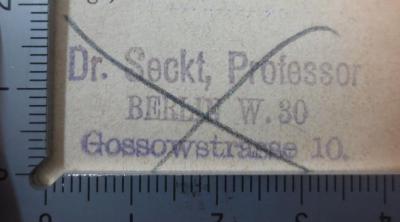 Dr. Seckt, Professor
BERLIN W. 30
Gossowstrasse 10.